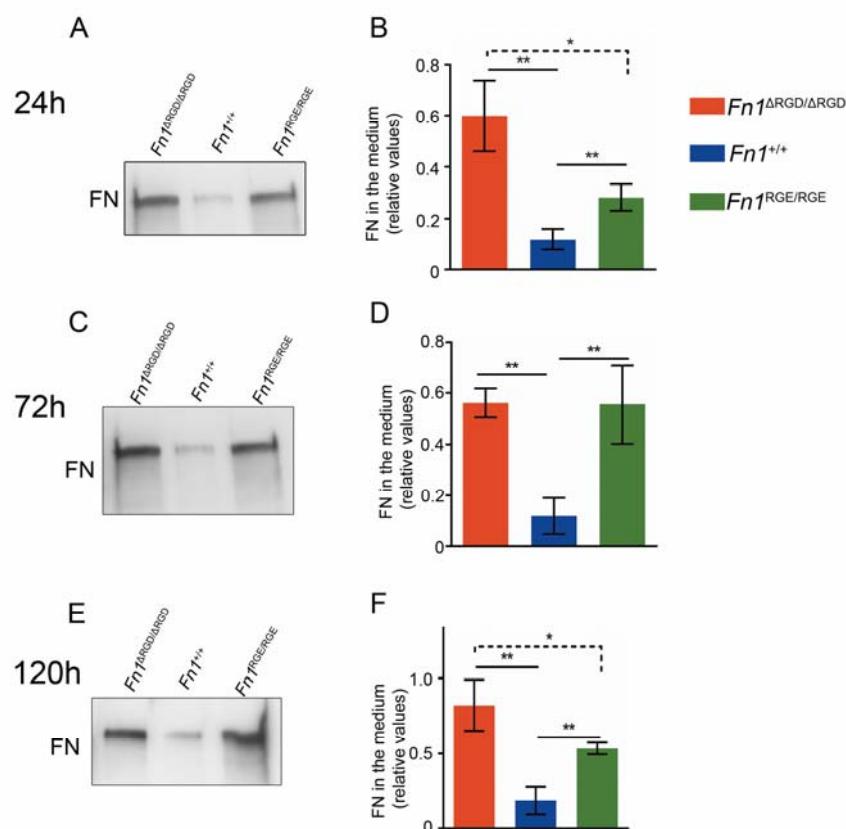 A
24h
Fn1ΔRGD/ΔRGD
Fn1+/+
Fn1RGE/RGE
FN
B
FN in the medium
(relative values)
0.8
0.6
0.4
0.2
0
*
**
**
Fn1ΔRGD/ΔRGD
Fn1+/+
Fn1RGE/RGE
C
72h
Fn1ΔRGD/ΔRGD
Fn1+/+
Fn1RGE/RGE
FN
D
FN in the medium
(relative values)
0.8
0.6
0.4
0.2
0
**
**
E
120h
Fn1ΔRGD/ΔRGD
Fn1+/+
Fn1RGE/RGE
FN
F
FN in the medium
(relative values)
1.0
0.5
0
*
**
**